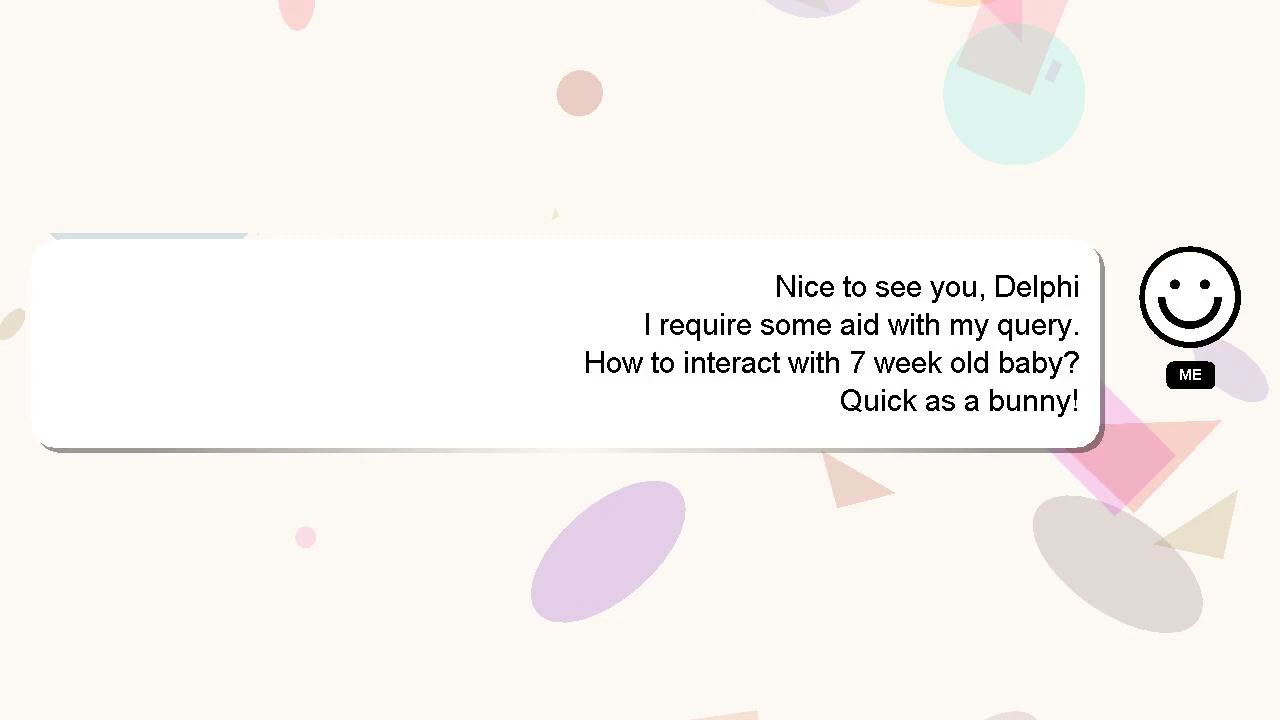 Nice to see you, Delphi
I require some aid with my query.
How to interact with 7 week old baby?
Quick as a bunny!
ME